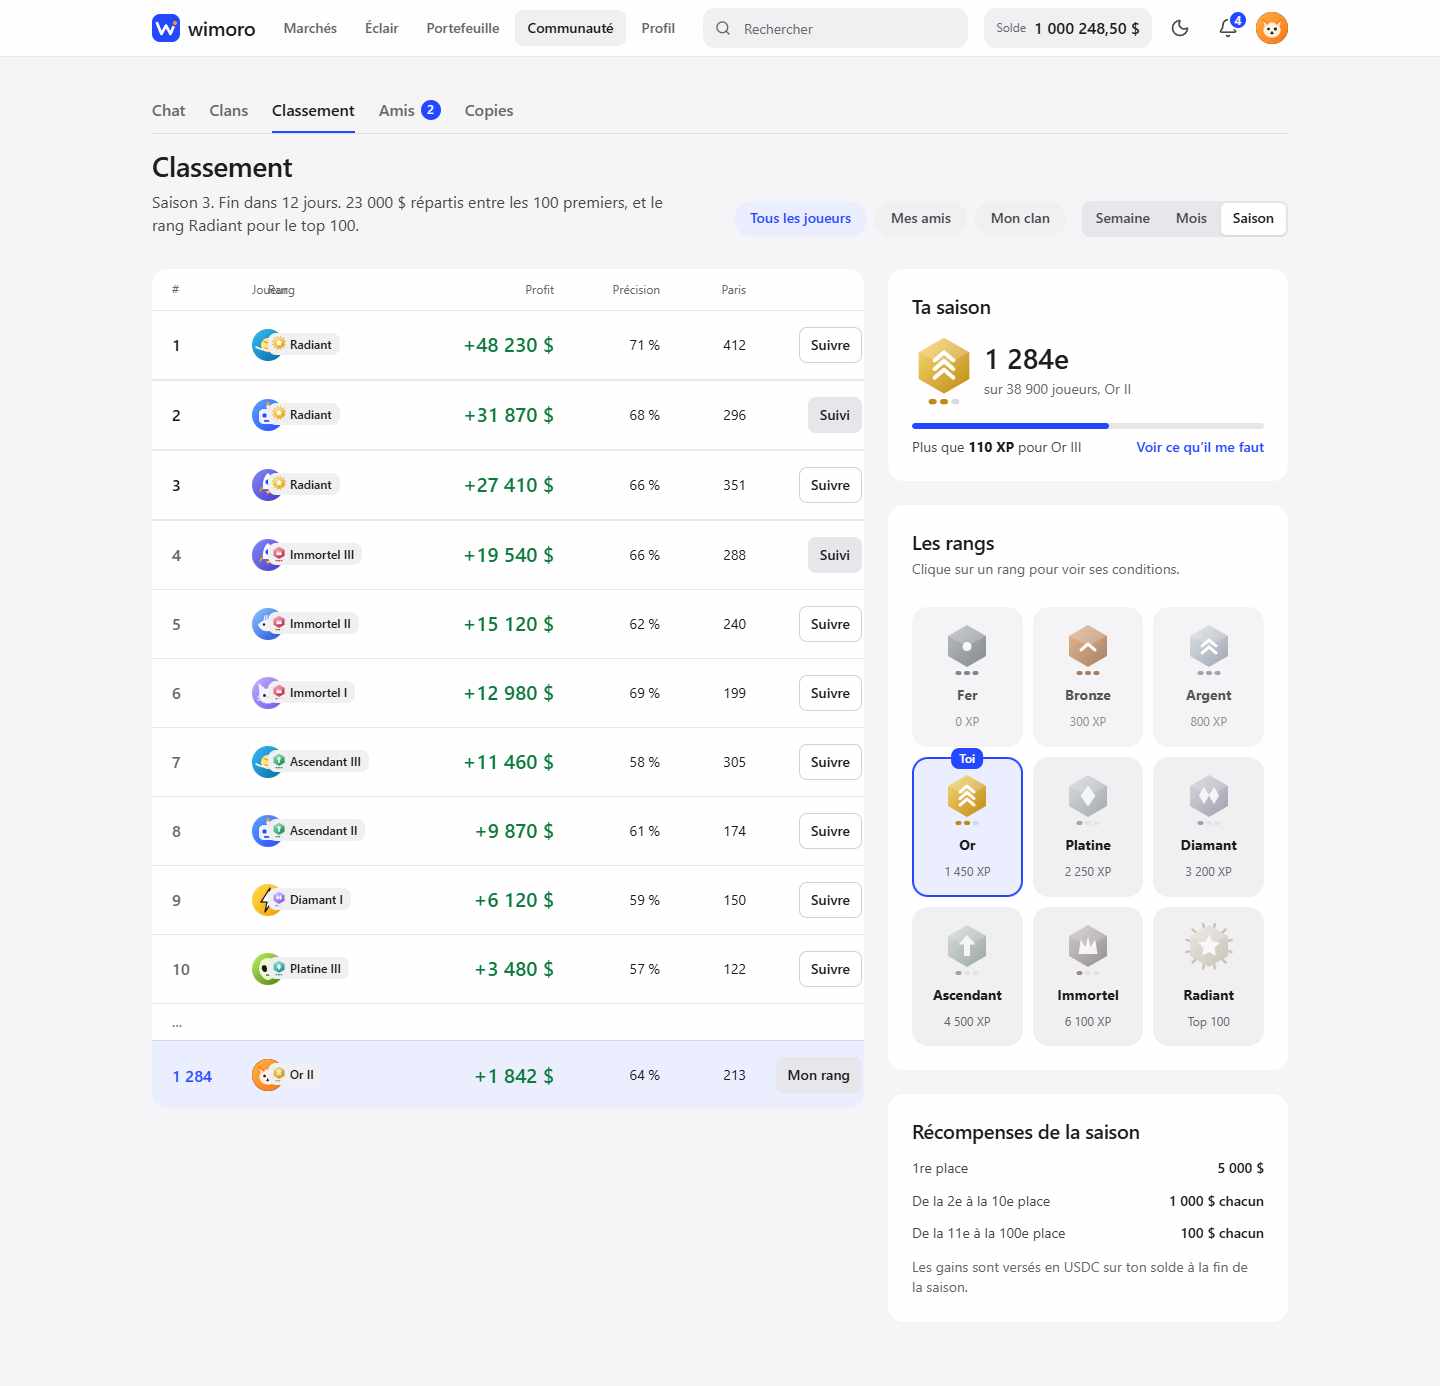 wimoro Marchés Éclair Portefeuille Communauté Profil Rechercher Solde 1 000 248,50 $ 4
Chat Clans Classement Amis 2 Copies
Classement
Saison 3. Fin dans 12 jours. 23 000 $ répartis entre les 100 premiers, et le
rang Radiant pour le top 100.
Tous les joueurs Mes amis Mon clan Semaine Mois Saison
# Joueur Rang Profit Précision Paris
1 Radiant +48 230 $ 71 % 412 Suivre
2 Radiant +31 870 $ 68 % 296 Suivi
3 Radiant +27 410 $ 66 % 351 Suivre
4 Immortel III +19 540 $ 66 % 288 Suivi
5 Immortel II +15 120 $ 62 % 240 Suivre
6 Immortel I +12 980 $ 69 % 199 Suivre
7 Ascendant III +11 460 $ 58 % 305 Suivre
8 Ascendant II +9 870 $ 61 % 174 Suivre
9 Diamant I +6 120 $ 59 % 150 Suivre
10 Platine III +3 480 $ 57 % 122 Suivre
...
1 284 Or II +1 842 $ 64 % 213 Mon rang
Ta saison
1 284e
sur 38 900 joueurs, Or II
Plus que 110 XP pour Or III Voir ce qu'il me faut
Les rangs
Clique sur un rang pour voir ses conditions.
Fer Bronze Argent
0 XP 300 XP 800 XP
Toi
Or Platine Diamant
1 450 XP 2 250 XP 3 200 XP
Ascendant Immortel Radiant
4 500 XP 6 100 XP Top 100
Récompenses de la saison
1re place 5 000 $
De la 2e à la 10e place 1 000 $ chacun
De la 11e à la 100e place 100 $ chacun
Les gains sont versés en USDC sur ton solde à la fin de
la saison.